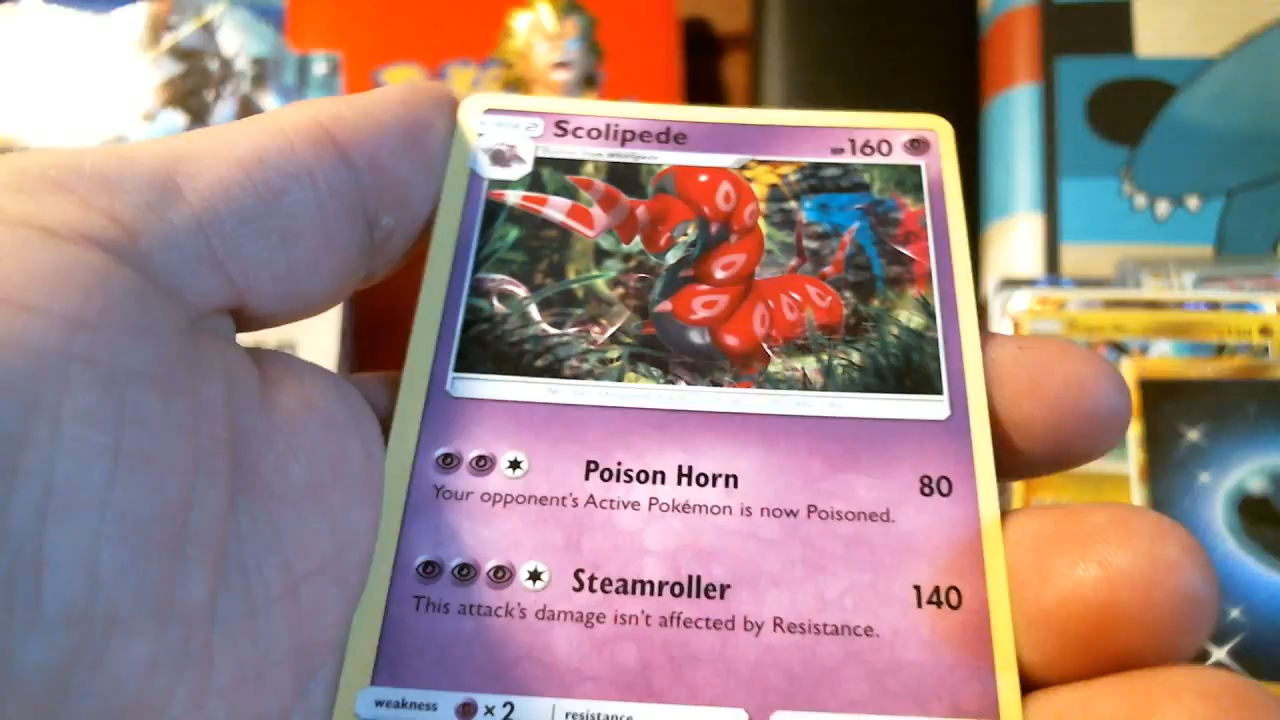 Scolipede HP 160
Poison Horn 80
Your opponent's Active Pokémon is now Poisoned.
Steamroller 140
This attack's damage isn't affected by Resistance.
weakness × 2 resistance